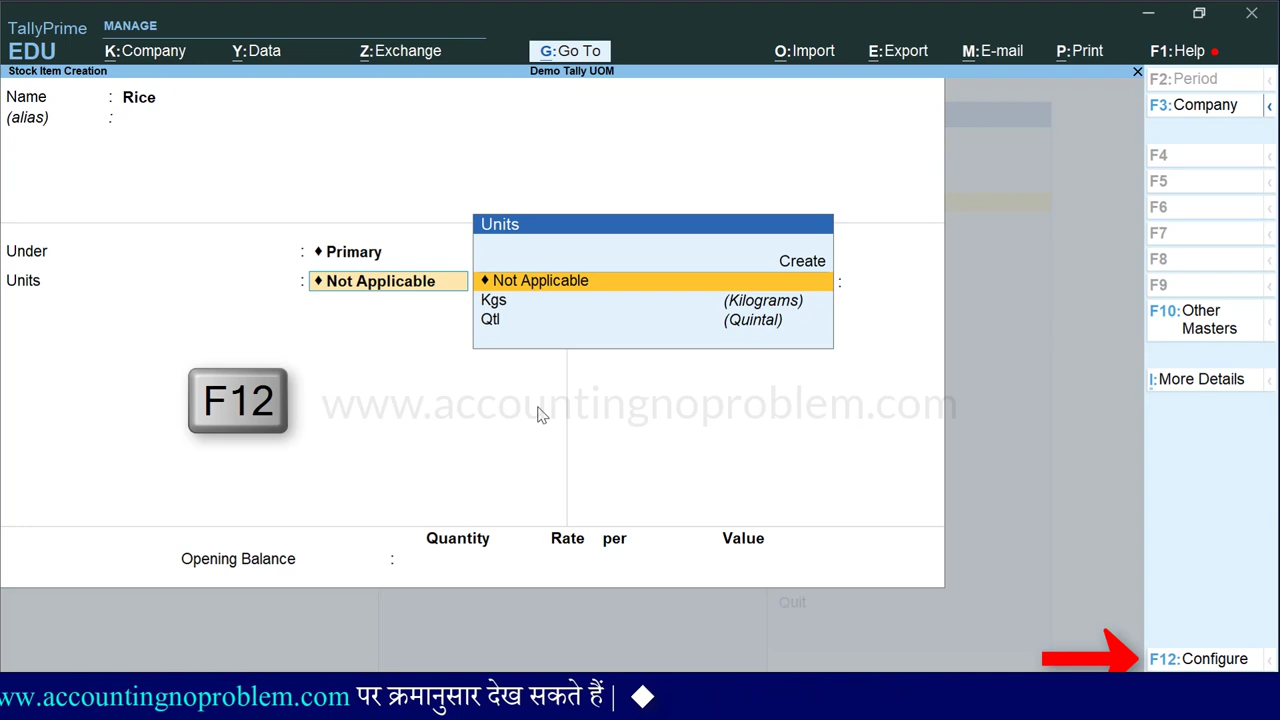 TallyPrime
EDU
MANAGE
K:Company
Y:Data
Z:Exchange
G:Go To
O:Import
E:Export
M:E-mail
P:Print
F1:Help
Stock Item Creation
Demo Tally UOM
Name : Rice
(alias) :
Under : ♦ Primary
Units : ♦ Not Applicable
Units
Create
♦ Not Applicable
Kgs (Kilograms)
Qtl (Quintal)
:
F12
www.accountingnoproblem.com
Quantity Rate per Value
Opening Balance :
Quit
F2:Period
F3:Company
F4
F5
F6
F7
F8
F9
F10:Other
Masters
I:More Details
F12:Configure
ww.accountingnoproblem.com पर क्रमानुसार देख सकते हैं | ◆